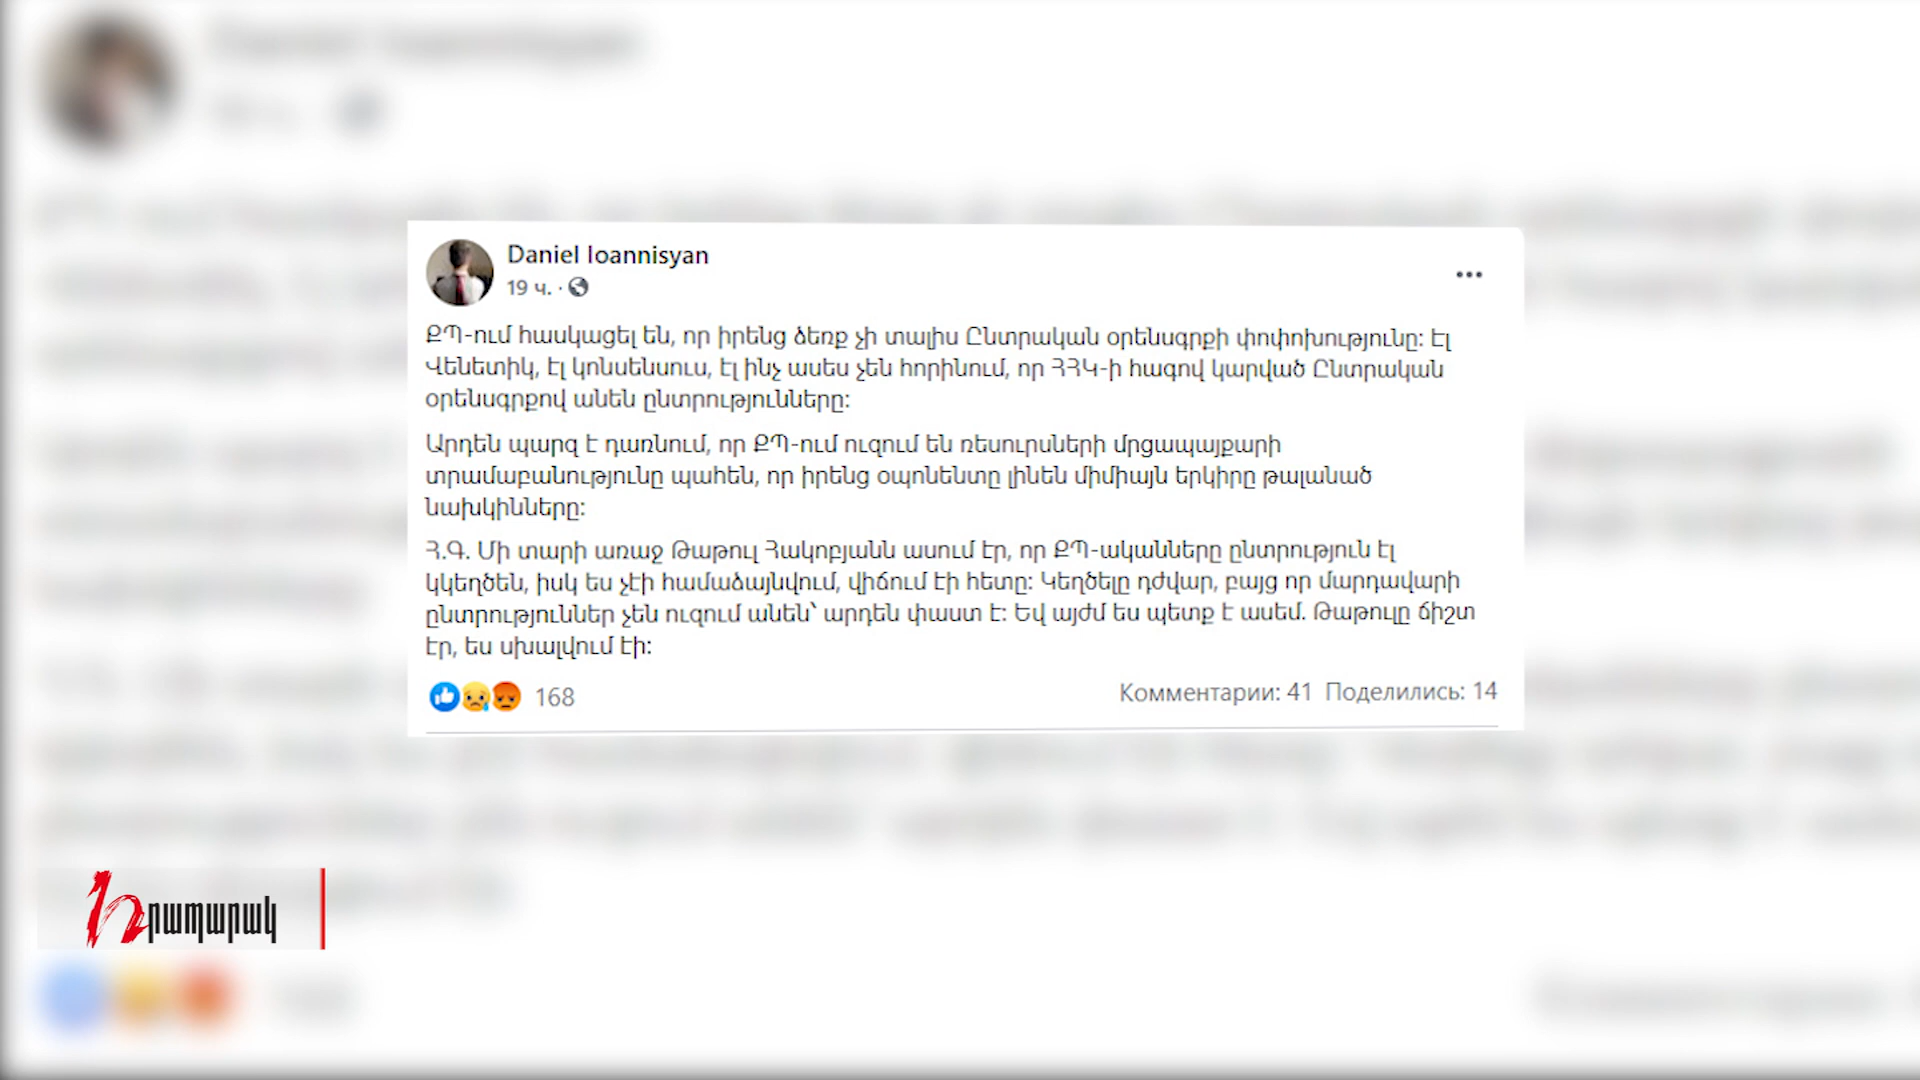 Daniel Ioannisyan
19 ч. ·
ՔՊ-ում հասկացել են, որ իրենց ձեռք չի տալիս Ընտրական օրենսգրքի փոփոխությունը: Էլ
Վենետիկ, էլ կոնսենսուս, էլ ինչ ասես չեն հորինում, որ ՀՀԿ-ի հագով կարված Ընտրական
օրենսգրքով անեն ընտրությունները:
Արդեն պարզ է դառնում, որ ՔՊ-ում ուզում են ռեսուրսների մրցապայքարի
տրամաբանությունը պահեն, որ իրենց օպոնենտը լինեն միմիայն երկիրը թալանած
նախկինները:
Հ.Գ. Մի տարի առաջ Թաթուլ Հակոբյանն ասում էր, որ ՔՊ-ականները ընտրություն էլ
կկեղծեն, իսկ ես չէի համաձայնվում, վիճում էի հետը: Կեղծելը դժվար, բայց որ մարդավարի
ընտրություններ չեն ուզում անեն՝ արդեն փաստ է: Եվ այժմ ես պետք է ասեմ. Թաթուլը ճիշտ
էր, ես սխալվում էի:
168
Комментарии: 41 Поделились: 14
Հրապարակ